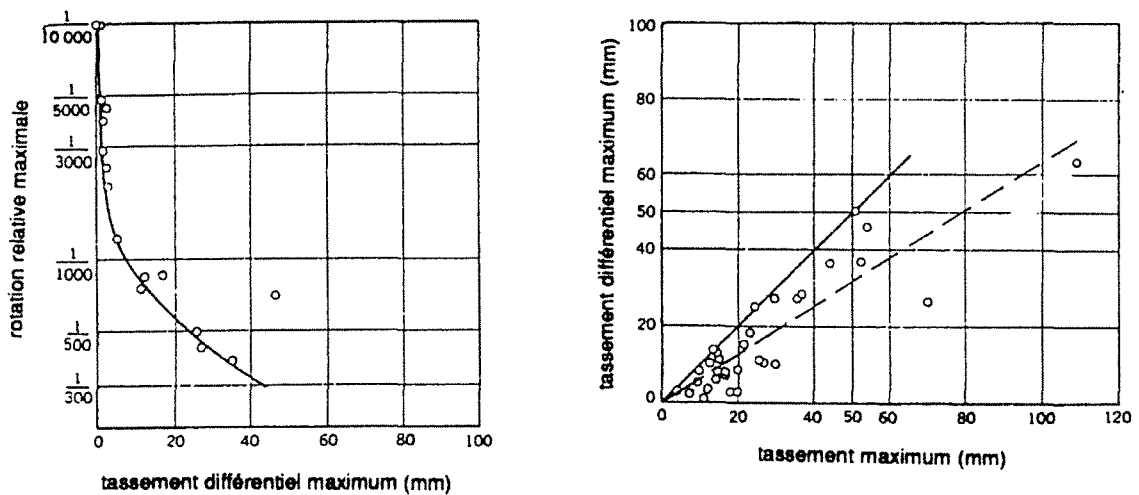 rotation relative maximale
1/10 000
1/5000
1/3000
1/1000
1/500
1/300
0 20 40 60 80 100
tassement différentiel maximum (mm)
tassement différentiel maximum (mm)
100
80
60
50
40
20
0
0 20 40 50 60 80 100 120
tassement maximum (mm)